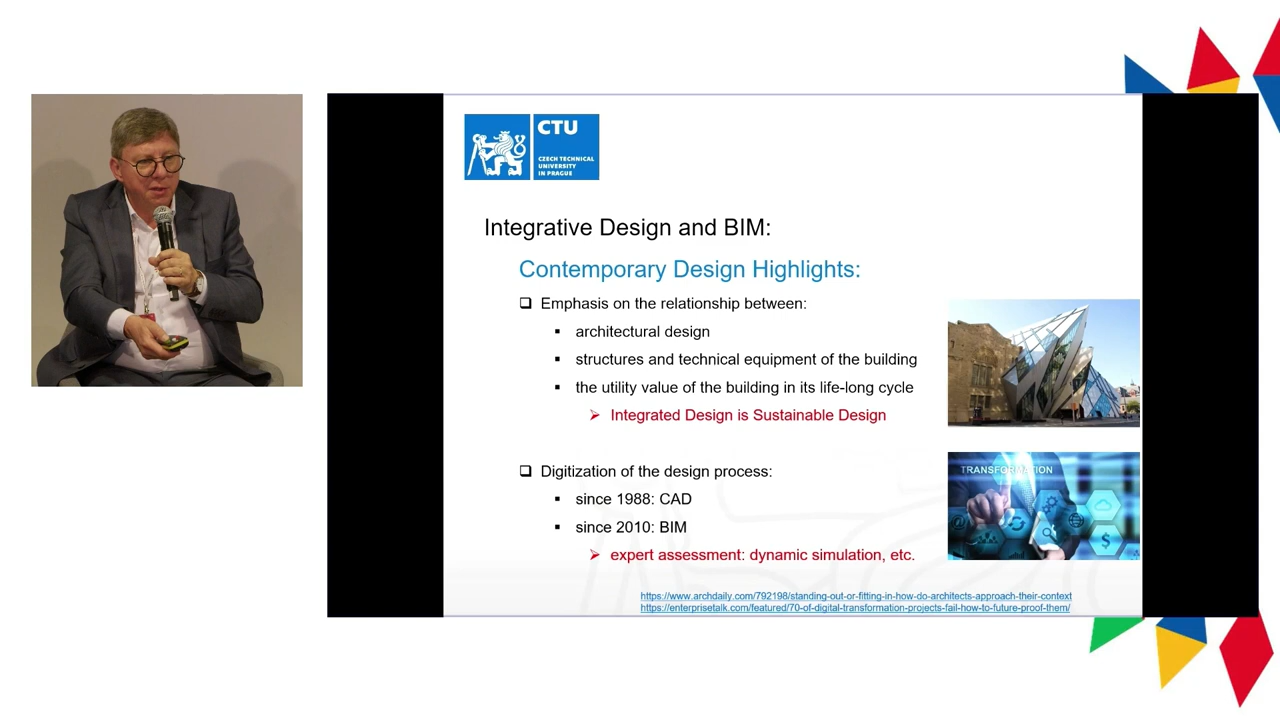 CTU
CZECH TECHNICAL
UNIVERSITY
IN PRAGUE
Integrative Design and BIM:
Contemporary Design Highlights:
Emphasis on the relationship between:
architectural design
structures and technical equipment of the building
the utility value of the building in its life-long cycle
Integrated Design is Sustainable Design
Digitization of the design process:
since 1988: CAD
since 2010: BIM
expert assessment: dynamic simulation, etc.
TRANSFORMATION
https://www.archdaily.com/792198/standing-out-or-fitting-in-how-do-architects-approach-their-context
https://enterprisetalk.com/featured/70-of-digital-transformation-projects-fail-how-to-future-proof-them/